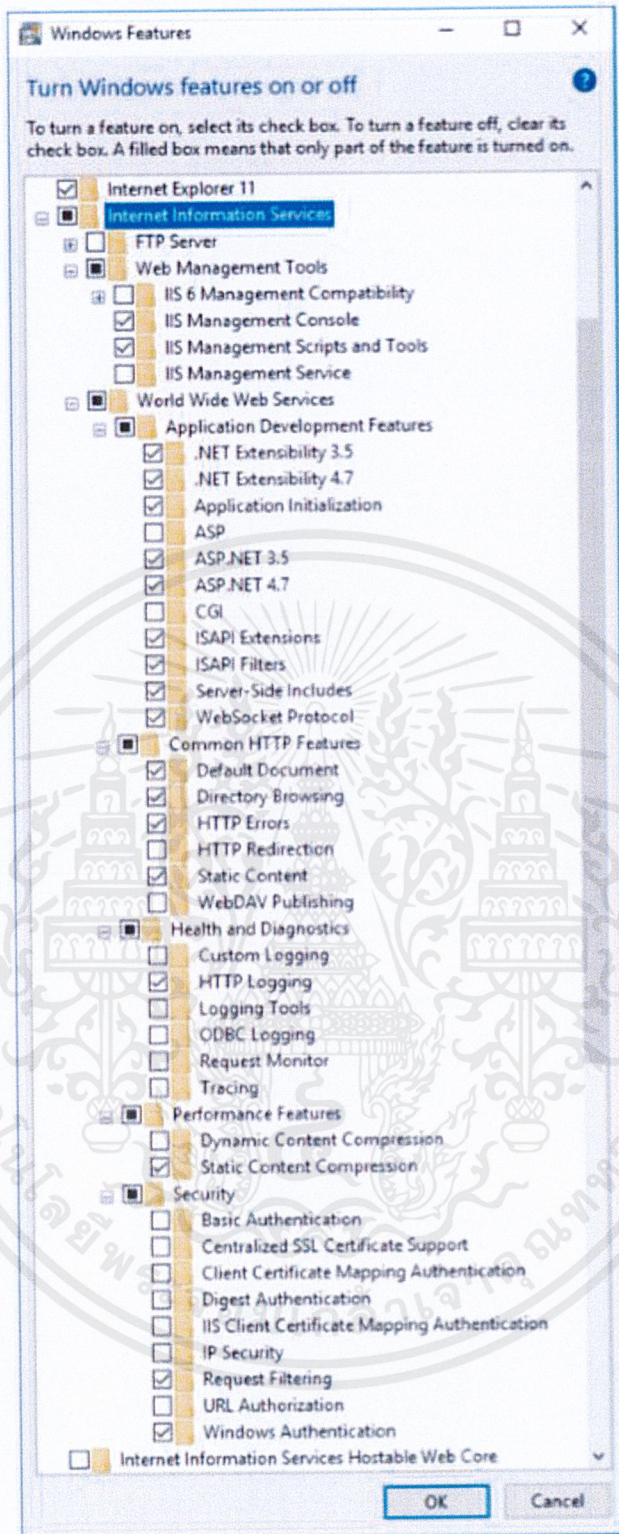 Windows Features
Turn Windows features on or off
To turn a feature on, select its check box. To turn a feature off, clear its
check box. A filled box means that only part of the feature is turned on.
Internet Explorer 11
Internet Information Services
FTP Server
Web Management Tools
IIS 6 Management Compatibility
IIS Management Console
IIS Management Scripts and Tools
IIS Management Service
World Wide Web Services
Application Development Features
.NET Extensibility 3.5
.NET Extensibility 4.7
Application Initialization
ASP
ASP.NET 3.5
ASP.NET 4.7
CGI
ISAPI Extensions
ISAPI Filters
Server-Side Includes
WebSocket Protocol
Common HTTP Features
Default Document
Directory Browsing
HTTP Errors
HTTP Redirection
Static Content
WebDAV Publishing
Health and Diagnostics
Custom Logging
HTTP Logging
Logging Tools
ODBC Logging
Request Monitor
Tracing
Performance Features
Dynamic Content Compression
Static Content Compression
Security
Basic Authentication
Centralized SSL Certificate Support
Client Certificate Mapping Authentication
Digest Authentication
IIS Client Certificate Mapping Authentication
IP Security
Request Filtering
URL Authorization
Windows Authentication
Internet Information Services Hostable Web Core
OK
Cancel